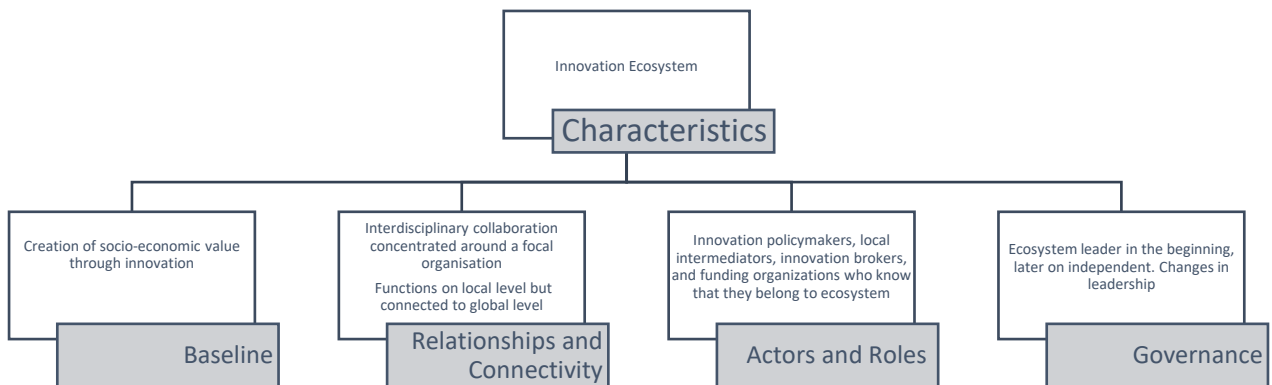 Innovation Ecosystem
Characteristics
Creation of socio-economic value
through innovation
Baseline
Interdisciplinary collaboration
concentrated around a focal
organisation
Functions on local level but
connected to global level
Relationships and
Connectivity
Innovation policymakers, local
intermediators, innovation brokers,
and funding organizations who know
that they belong to ecosystem
Actors and Roles
Ecosystem leader in the beginning,
later on independent. Changes in
leadership
Governance